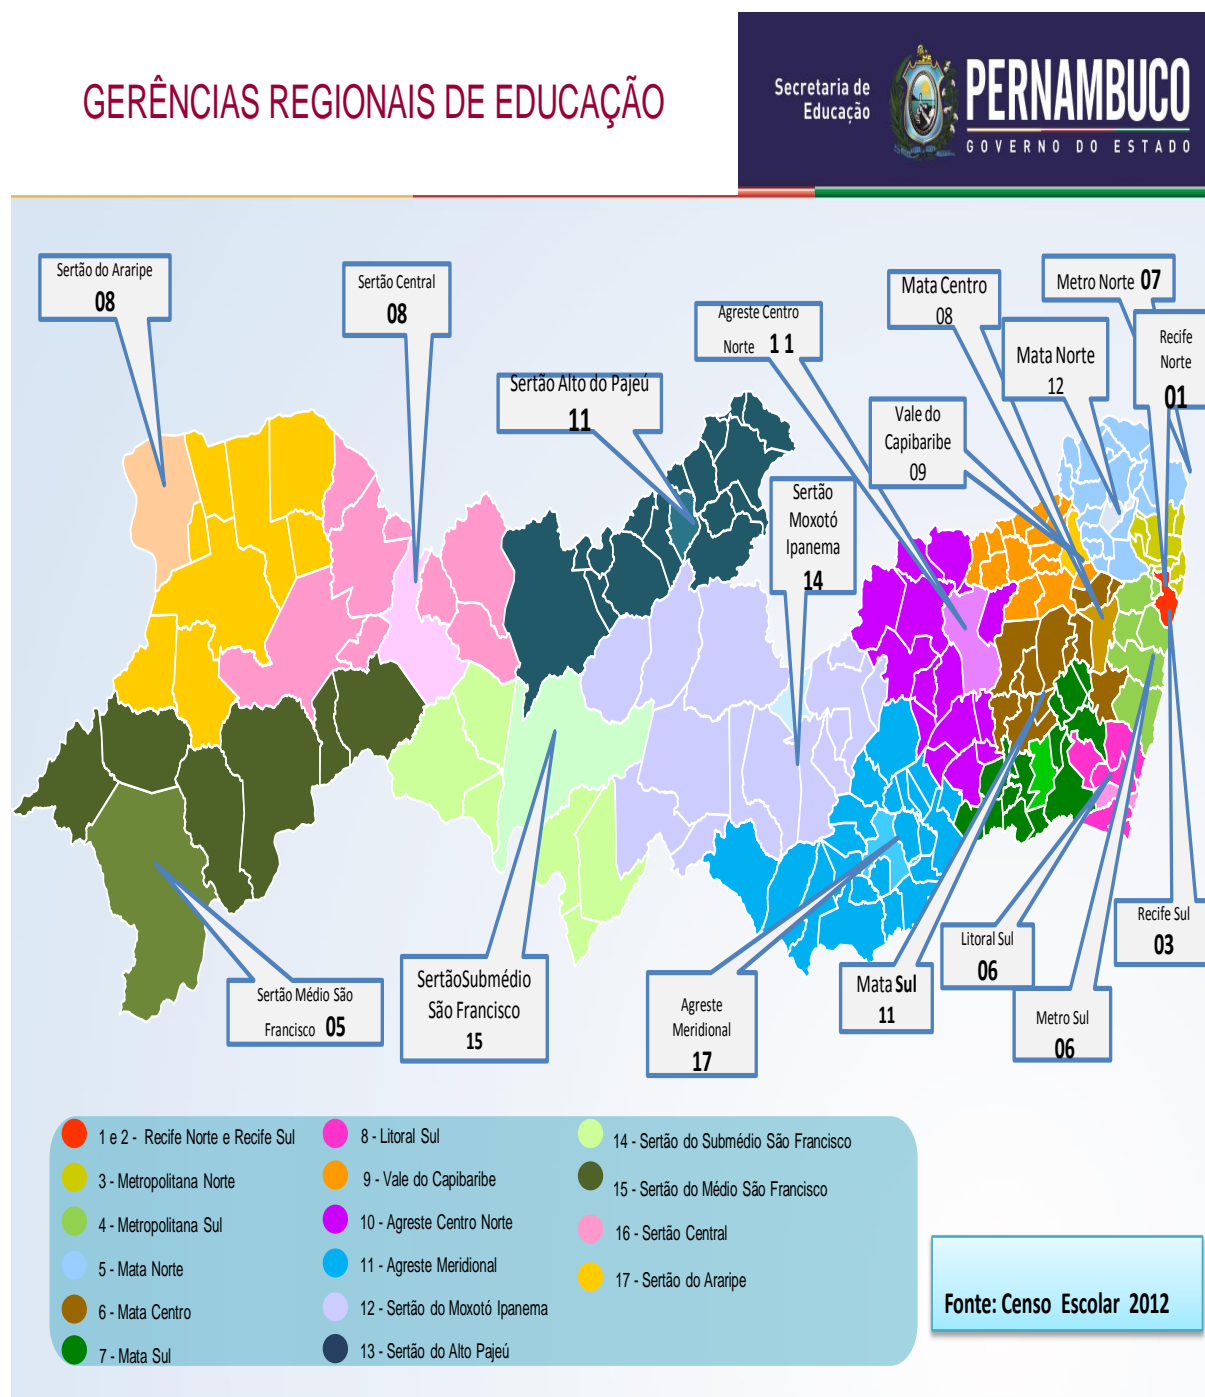 GERÊNCIAS REGIONAIS DE EDUCAÇÃO
Secretaria de
Educação
PERNAMBUCO
GOVERNO DO ESTADO
Sertão do Araripe
08
Sertão Central
08
Sertão Alto do Pajeú
11
Agreste Centro
Norte 1 1
Mata Centro
08
Metro Norte 07
Mata Norte
12
Recife
Norte
01
Vale do
Capibaribe
09
Sertão
Moxotó
Ipanema
14
Sertão Médio São
Francisco 05
SertãoSubmédio
São Francisco
15
Agreste
Meridional
17
Mata Sul
11
Litoral Sul
06
Metro Sul
06
Recife Sul
03
1 e 2 - Recife Norte e Recife Sul
3 - Metropolitana Norte
4 - Metropolitana Sul
5 - Mata Norte
6 - Mata Centro
7 - Mata Sul
8 - Litoral Sul
9 - Vale do Capibaribe
10 - Agreste Centro Norte
11 - Agreste Meridional
12 - Sertão do Moxotó Ipanema
13 - Sertão do Alto Pajeú
14 - Sertão do Submédio São Francisco
15 - Sertão do Médio São Francisco
16 - Sertão Central
17 - Sertão do Araripe
Fonte: Censo Escolar 2012